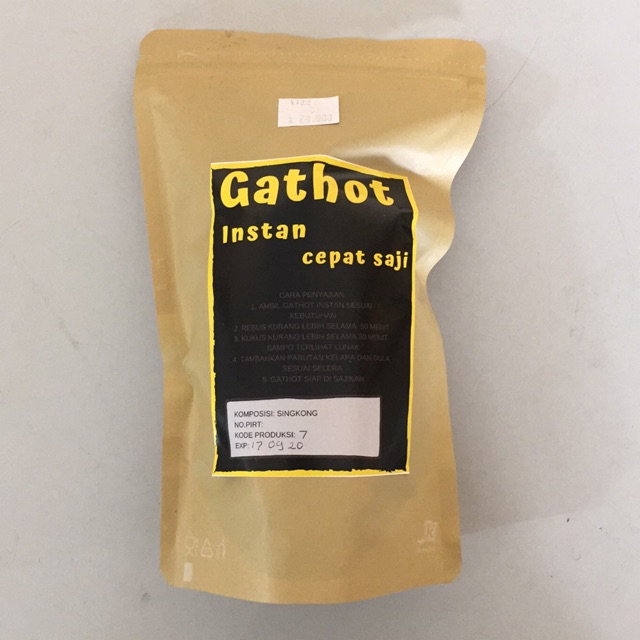 Gathot
Instan
cepat saji
CARA PENYAJIAN
1. AMBIL GATHOT INSTAN SESUAI
KEBUTUHAN
2. REBUS KURANG LEBIH SELAMA 30 MENIT
3. KUKUS KURANG LEBIH SELAMA 30 MENIT
SAMPO TERLIHAT LUNAK
4. TAMBAHKAN PARUTAN KELAPA DAN GULA
SESUAI SELERA
5. GATHOT SIAP DI SAJIKAN
KOMPOSISI: SINGKONG
NO.PIRT:
KODE PRODUKSI: 7
EXP: 17 09 20